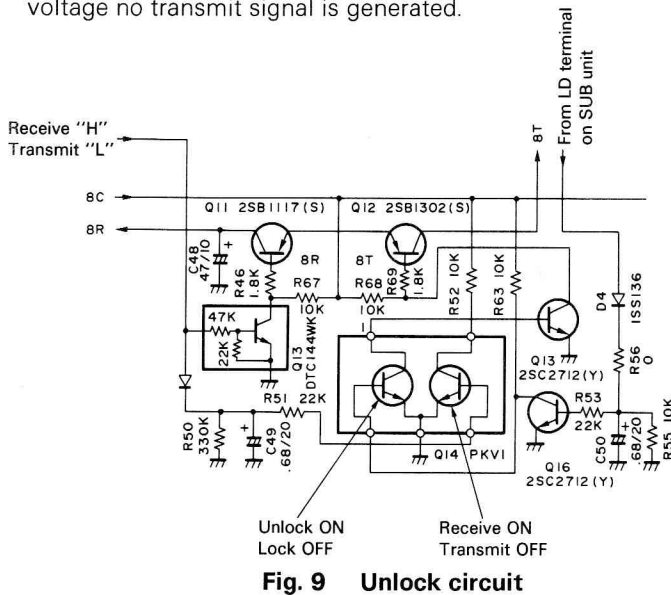 voltage no transmit signal is generated.
From LD terminal
on SUB unit
8T
Receive "H"
Transmit "L"
8C
8R
Q11 2SB1117(S)
Q12 2SB1302(S)
C48
47/10
+
R46
1.8K
8R
R67
10K
8T
R68
10K
R69
1.8K
R52 10K
R63 10K
D4
1SS136
47K
22K
Q13
DTC144WK
1
Q13
2SC2712(Y)
R56
0
R50
330K
+
C49
.68/20
R51 22K
Q14 PKV1
R53
22K
Q16
2SC2712(Y)
C50
.68/20
+
R55 10K
Unlock ON
Lock OFF
Receive ON
Transmit OFF
Fig. 9 Unlock circuit